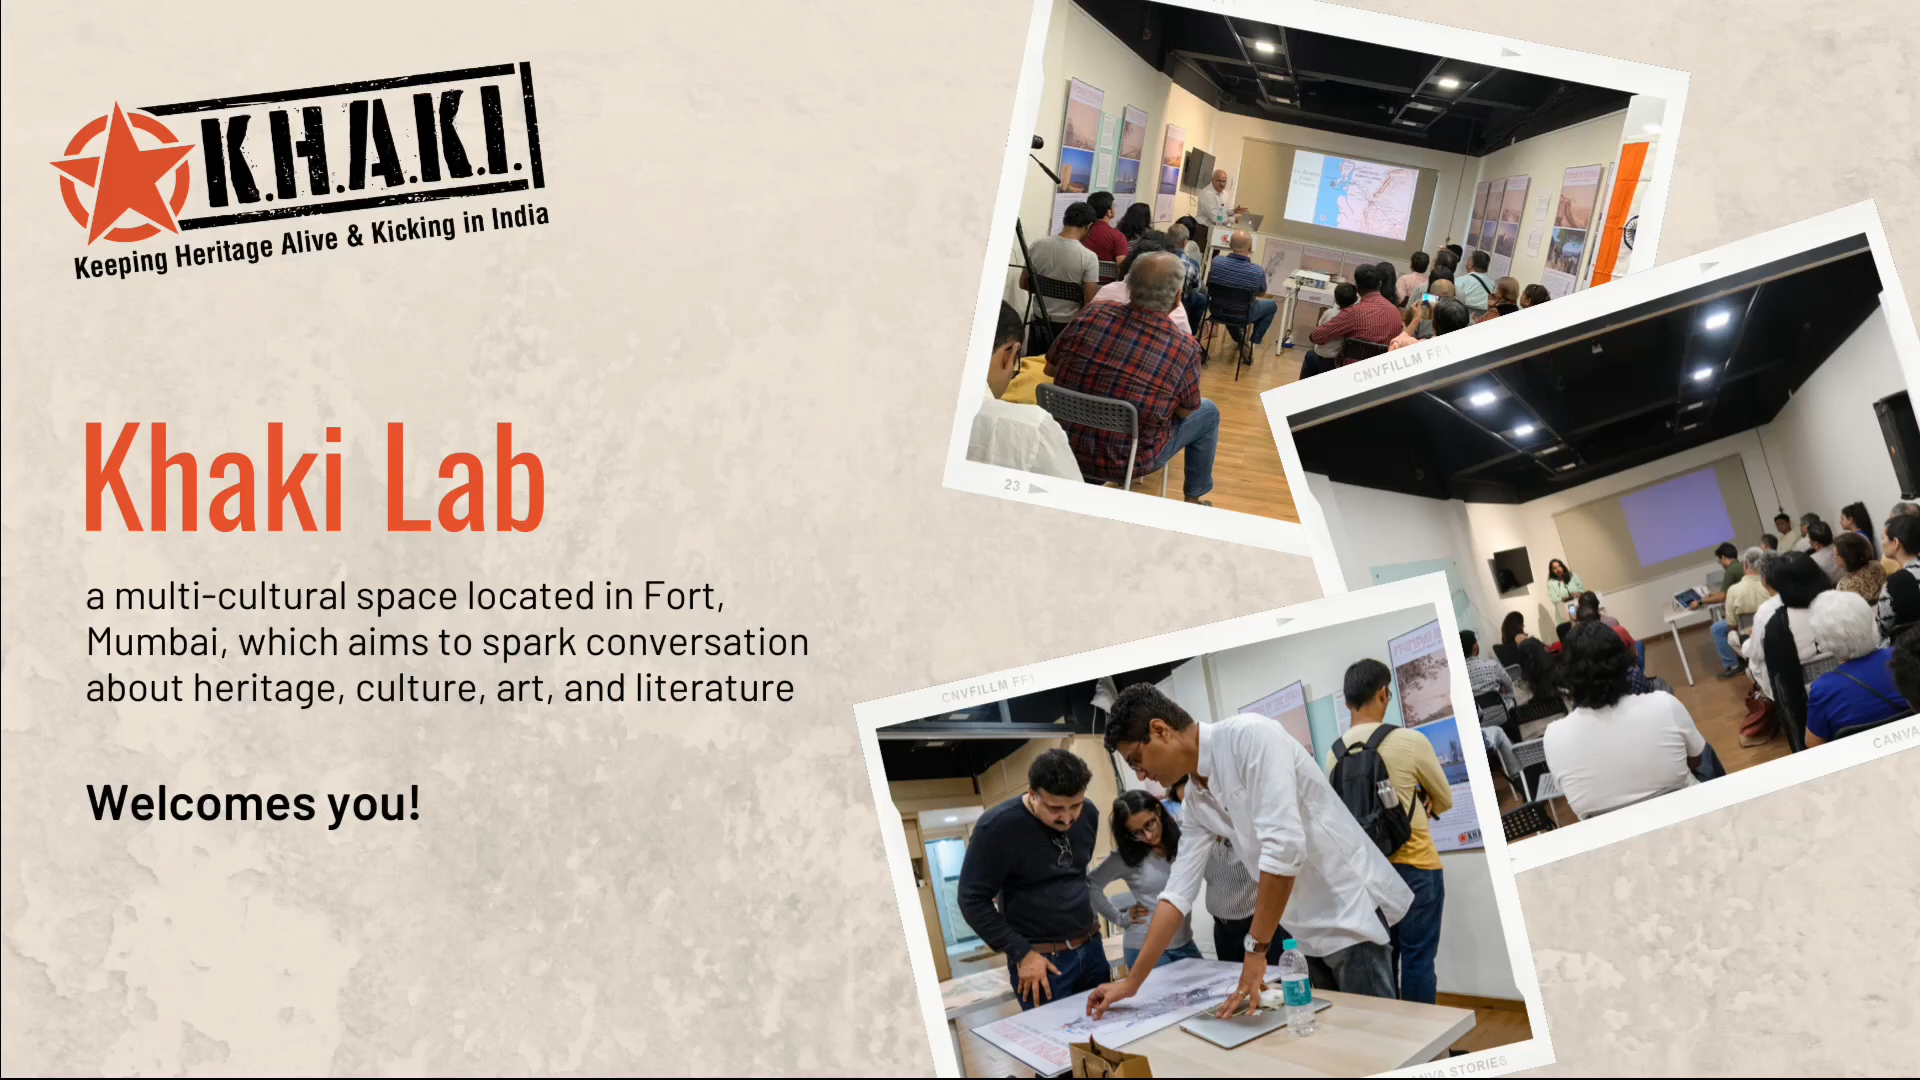 K.H.A.K.I.
Keeping Heritage Alive & Kicking in India
Khaki Lab
a multi-cultural space located in Fort,
Mumbai, which aims to spark conversation
about heritage, culture, art, and literature
Welcomes you!
23
CNVFILLM FF1
CANVA
CNVFILLM FF1
STORIES